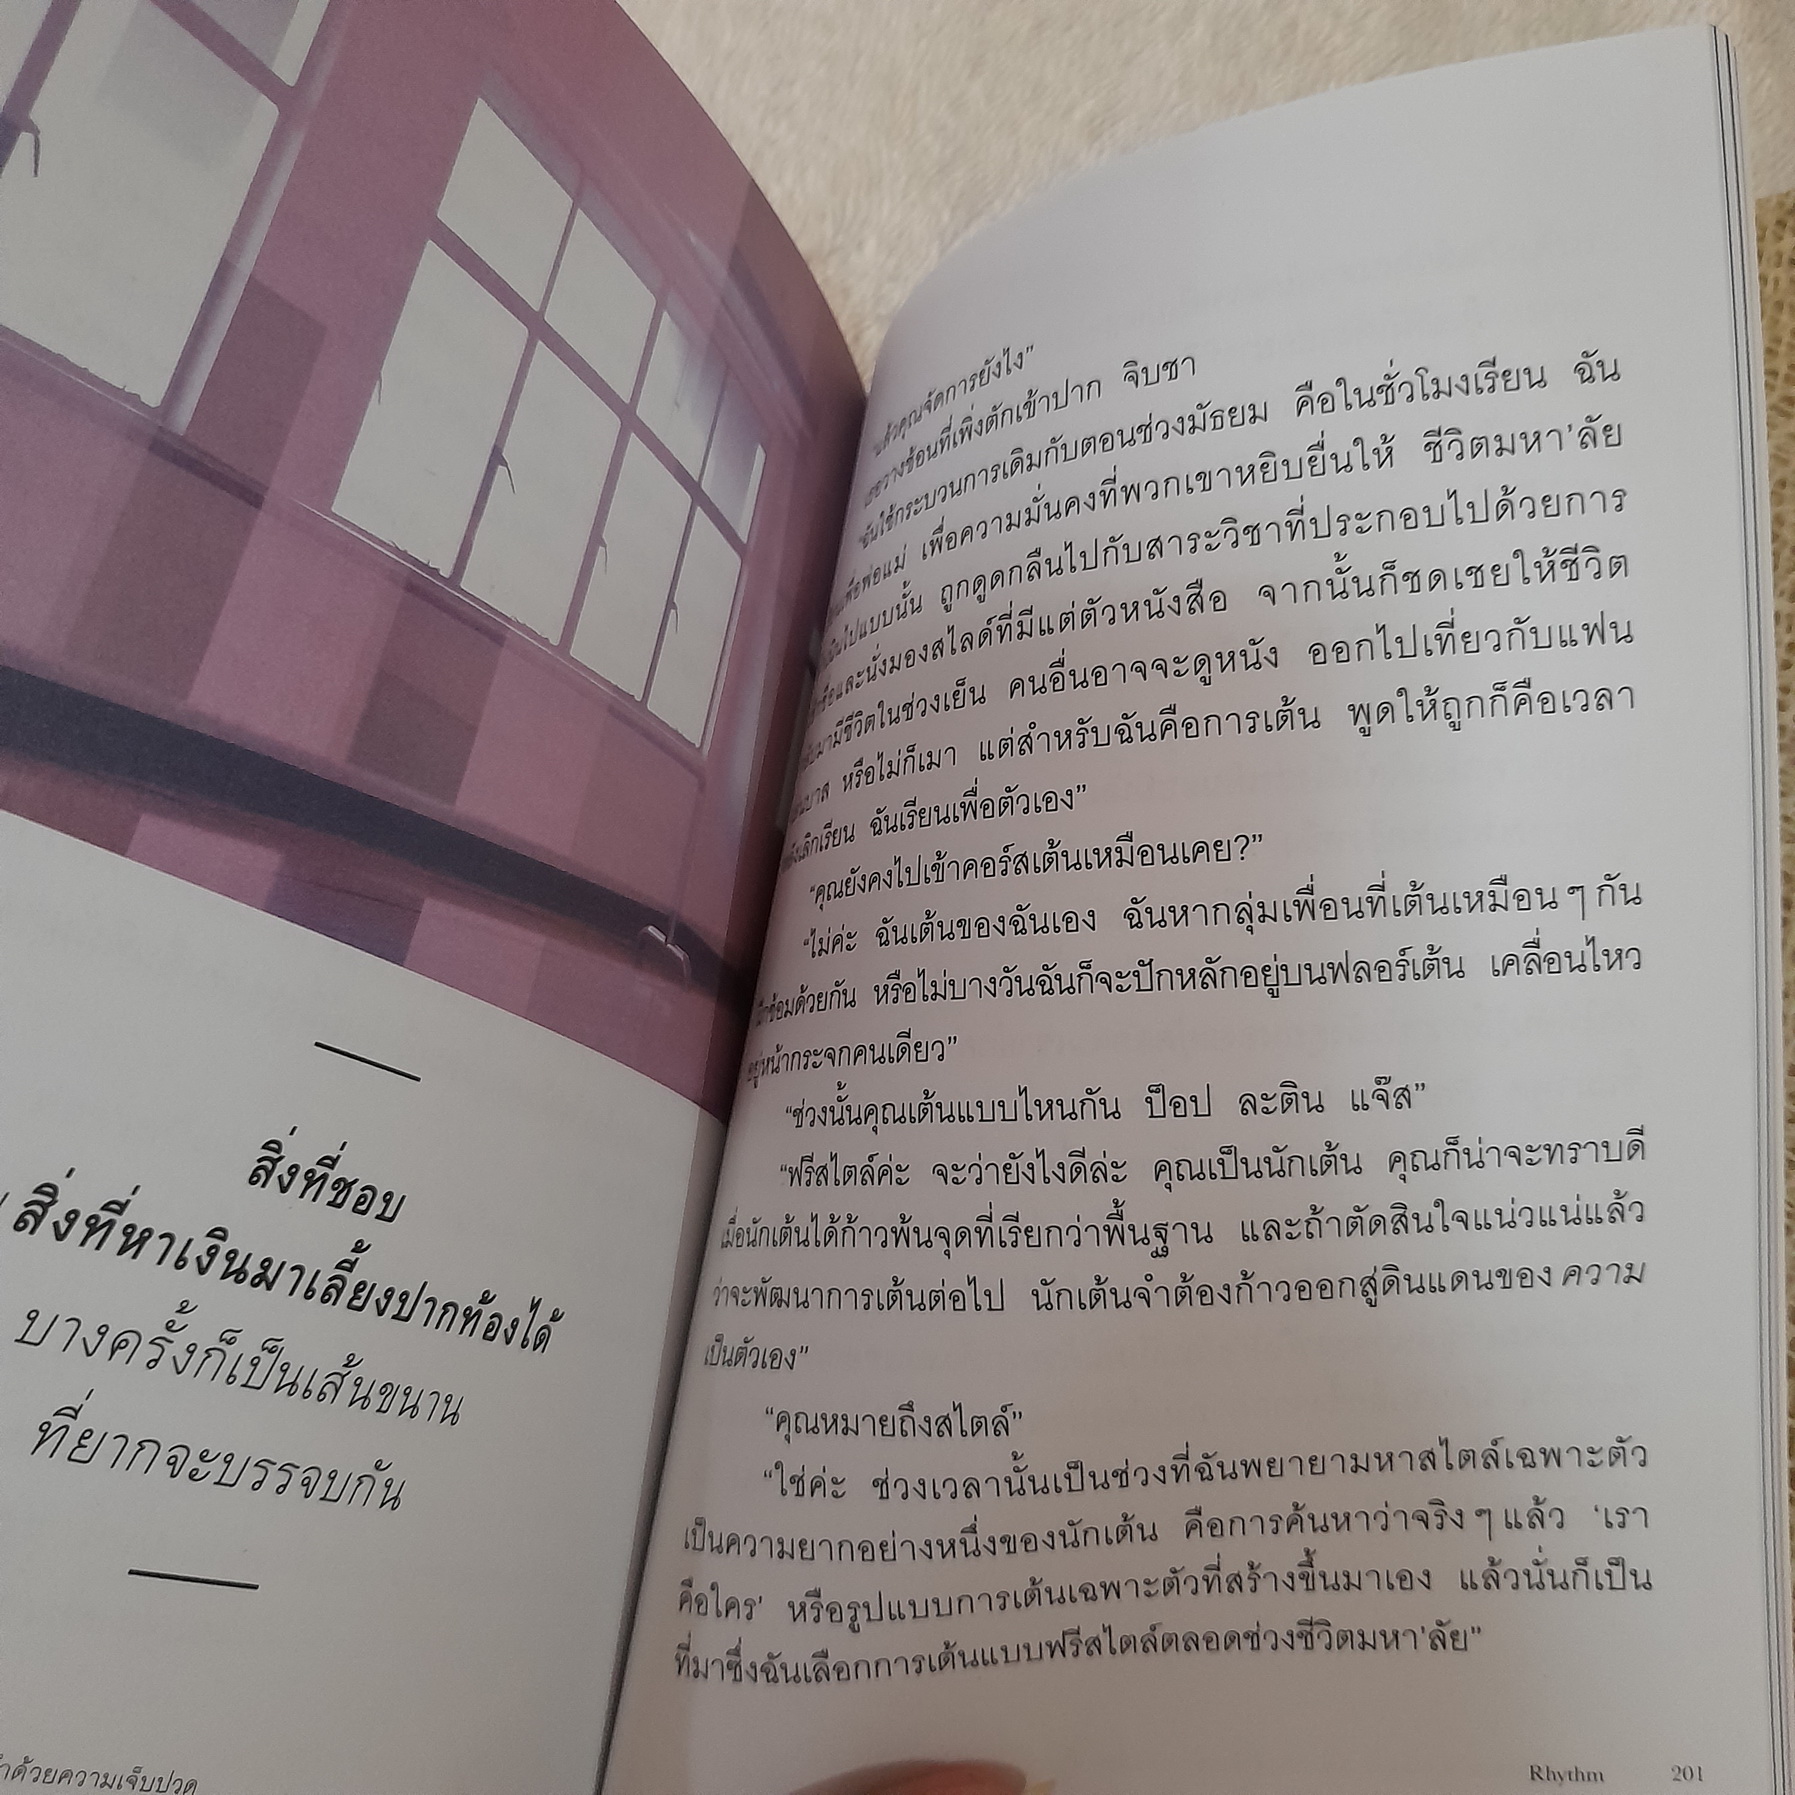 สิ่งที่ชอบ
สิ่งที่หาเงินมาเลี้ยงปากท้องได้
บางครั้งก็เป็นเส้นขนาน
ที่ยากจะบรรจบกัน
ด้วยความเจ็บปวด
แล้วคุณจัดการยังไง”
เธอวางช้อนที่เพิ่งตักเข้าปาก จิบชา
“ฉันใช้กระบวนการเดิมกับตอนช่วงมัธยม คือในชั่วโมงเรียน ฉัน
เพื่อพ่อแม่ เพื่อความมั่นคงที่พวกเขาหยิบยื่นให้ ชีวิตมหา’ลัย
ไปแบบนั้น ถูกดูดกลืนไปกับสาระวิชาที่ประกอบไปด้วยการ
และนั่งมองสไลด์ที่มีแต่ตัวหนังสือ จากนั้นก็ชดเชยให้ชีวิต
มามีชีวิตในช่วงเย็น คนอื่นอาจจะดูหนัง ออกไปเที่ยวกับแฟน
หรือไม่ก็เมา แต่สำหรับฉันคือการเต้น พูดให้ถูกก็คือเวลา
หลังเลิกเรียน ฉันเรียนเพื่อตัวเอง”
“คุณยังคงไปเข้าคอร์สเต้นเหมือนเคย?”
“ไม่ค่ะ ฉันเต้นของฉันเอง ฉันหากลุ่มเพื่อนที่เต้นเหมือนๆ กัน
ฝึกซ้อมด้วยกัน หรือไม่บางวันฉันก็จะปักหลักอยู่บนฟลอร์เต้น เคลื่อนไหว
อยู่หน้ากระจกคนเดียว”
“ช่วงนั้นคุณเต้นแบบไหนกัน ป็อป ละติน แจ๊ส”
“ฟรีสไตล์ค่ะ จะว่ายังไงดีล่ะ คุณเป็นนักเต้น คุณก็น่าจะทราบดี
เมื่อนักเต้นได้ก้าวพ้นจุดที่เรียกว่าพื้นฐาน และถ้าตัดสินใจแน่วแน่แล้ว
ว่าจะพัฒนาการเต้นต่อไป นักเต้นจำต้องก้าวออกสู่ดินแดนของ ความ
เป็นตัวเอง”
“คุณหมายถึงสไตล์”
“ใช่ค่ะ ช่วงเวลานั้นเป็นช่วงที่ฉันพยายามหาสไตล์เฉพาะตัว
เป็นความยากอย่างหนึ่งของนักเต้น คือการค้นหาว่าจริงๆ แล้ว ‘เรา
คือใคร’ หรือรูปแบบการเต้นเฉพาะตัวที่สร้างขึ้นมาเอง แล้วนั่นก็เป็น
ที่มาซึ่งฉันเลือกการเต้นแบบฟรีสไตล์ตลอดช่วงชีวิตมหา’ลัย”
Rhythm 201